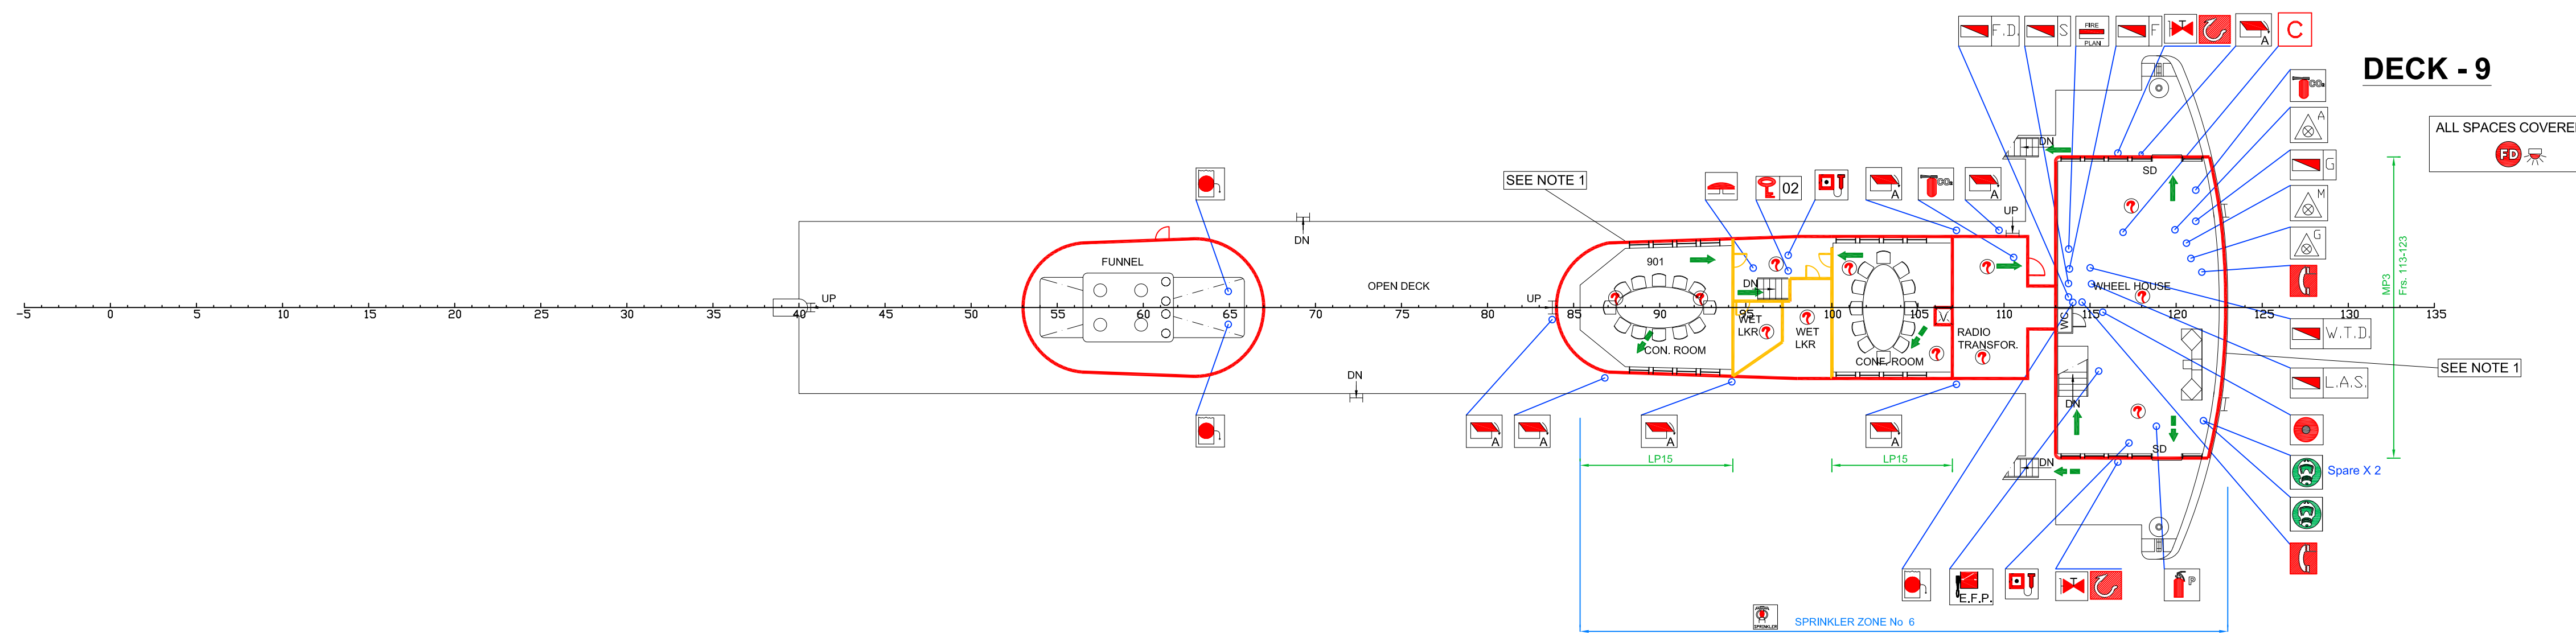 F.D.
S
FIRE
PLAN
F
A
C
DECK - 9
CO₂
A
G
M
G
ALL SPACES COVERE
FD
DN
SD
MP3
Frs. 113-123
SEE NOTE 1
02
A
CO₂
A
UP
DN
FUNNEL
901
OPEN DECK
DN
WHEEL HOUSE
UP
UP
-5 0 5 10 15 20 25 30 35 40 45 50 55 60 65 70 75 80 85 90 95 100 105 110 115 120 125 130 135
WET
LKR
WET
LKR
V.
WC
RADIO
TRANSFOR.
CON. ROOM
CONF. ROOM
W.T.D.
SEE NOTE 1
DN
L.A.S.
DN
A
A
A
A
SD
LP15
LP15
DN
Spare X 2
E.F.P.
P
SPRINKLER
SPRINKLER ZONE No 6